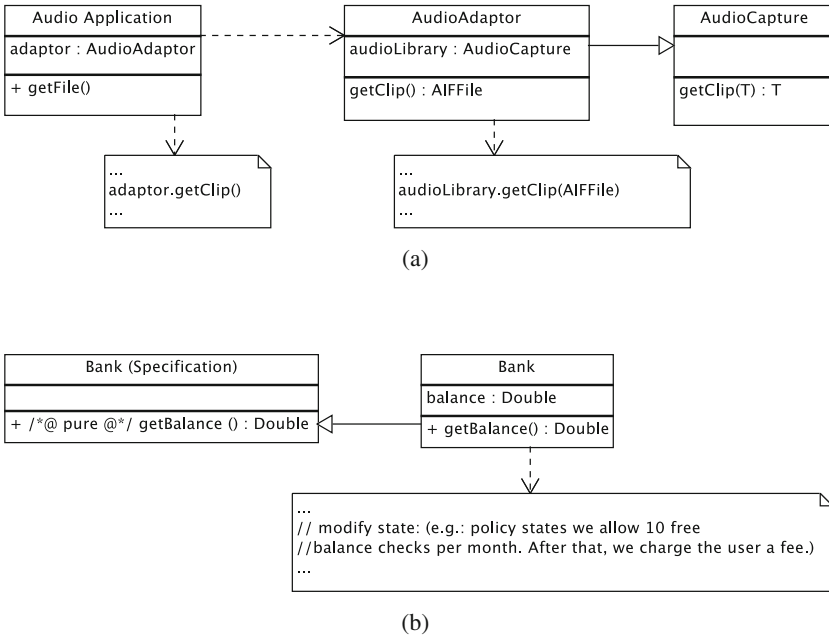 Audio Application
adaptor : AudioAdaptor
+ getFile()
AudioAdaptor
audioLibrary : AudioCapture
getClip() : AIFFile
AudioCapture
getClip(T) : T
...
adaptor.getClip()
...
...
audioLibrary.getClip(AIFFile)
...
(a)
Bank (Specification)
+ /*@ pure @*/ getBalance () : Double
Bank
balance : Double
+ getBalance() : Double
...
// modify state: (e.g.: policy states we allow 10 free
//balance checks per month. After that, we charge the user a fee.)
...
(b)